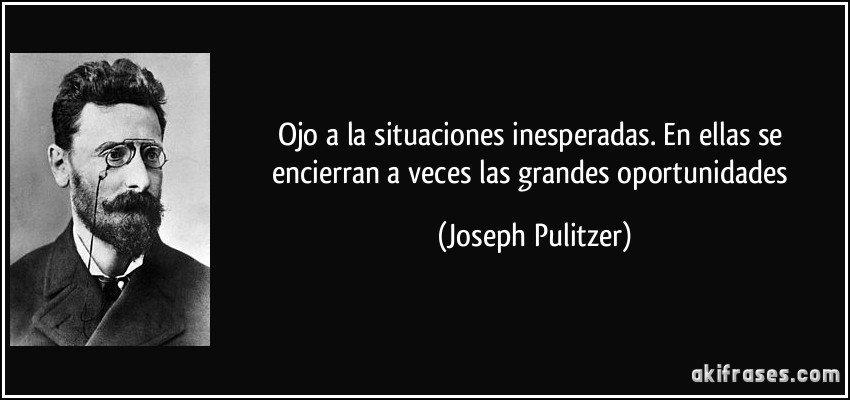 Ojo a la situaciones inesperadas. En ellas se
encierran a veces las grandes oportunidades
(Joseph Pulitzer)
akifrases.com